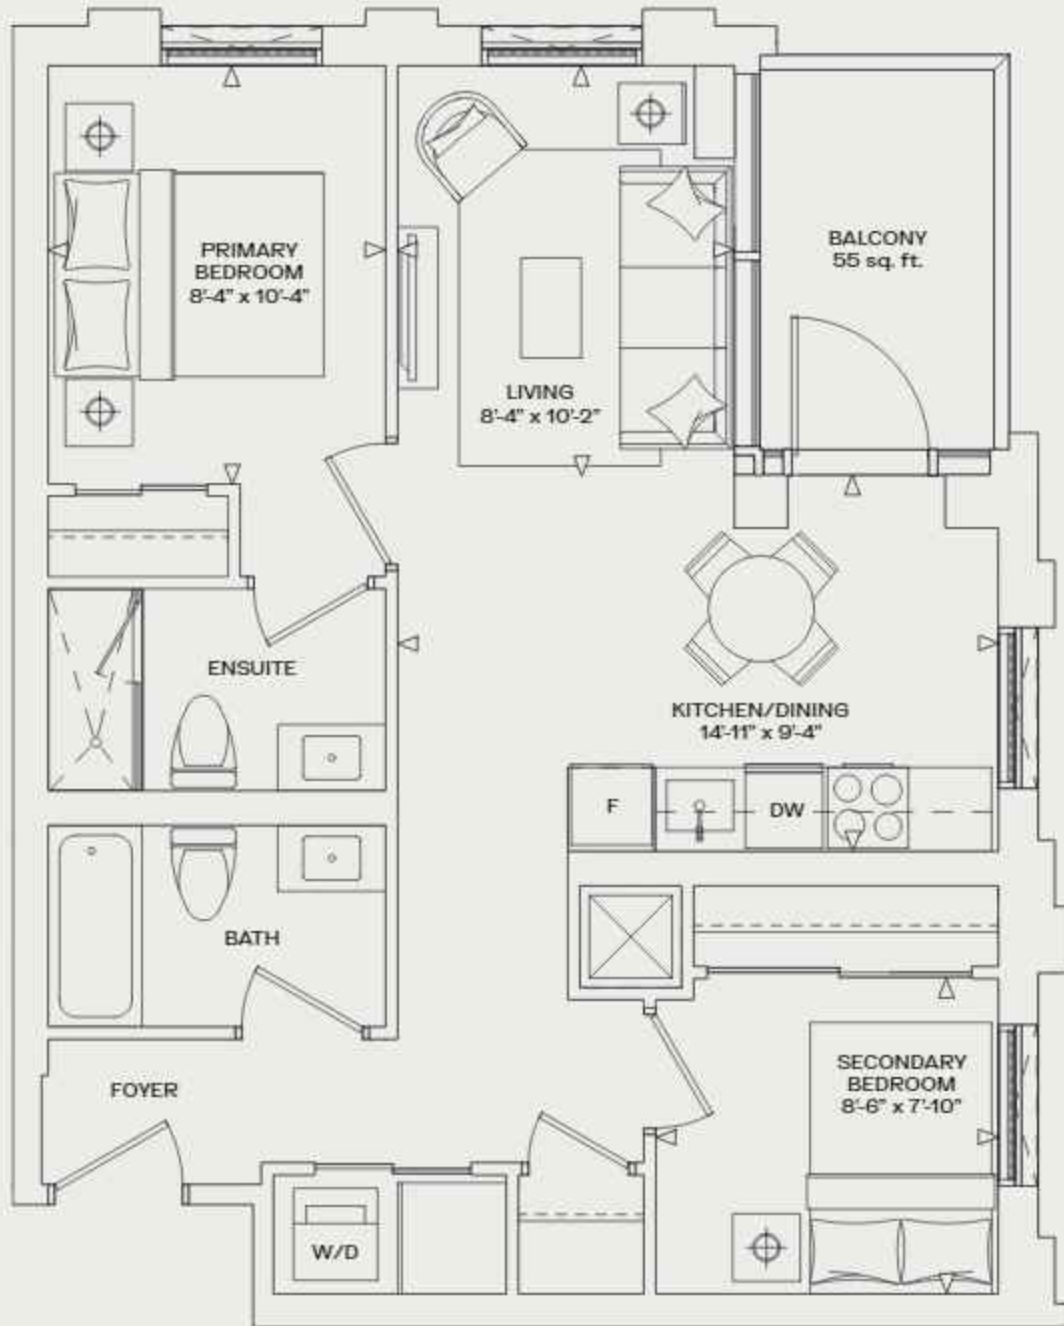 PRIMARY
BEDROOM
8'-4" x 10'-4"
BALCONY
55 sq. ft.
LIVING
8'-4" x 10'-2"
ENSUITE
KITCHEN/DINING
14'-11" x 9'-4"
F
DW
BATH
SECONDARY
BEDROOM
8'-6" x 7'-10"
FOYER
W/D